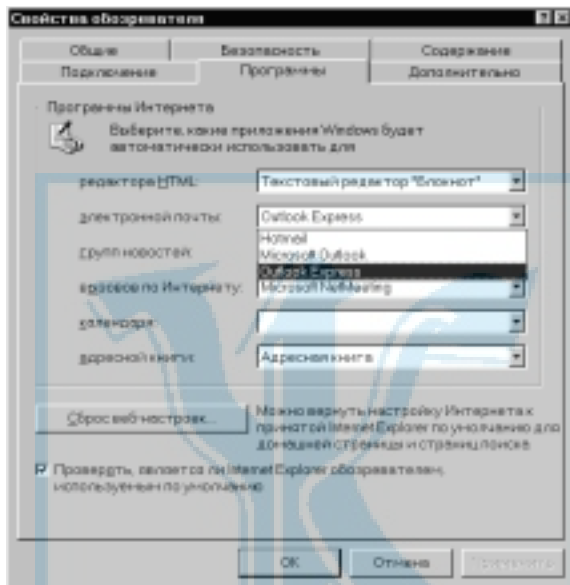 Свойства обозревателя
Общие Безопасность Содержание
Подключение Программы Дополнительно
Программы Интернета
Выберите, какие приложения Windows будет
автоматически использовать для
редактора HTML: Текстовый редактор "Блокнот"
электронной почты: Outlook Express
Hotmail
групп новостей: Microsoft Outlook
Outlook Express
вызовов по Интернету: Microsoft NetMeeting
календаря:
адресной книги: Адресная книга
Сброс веб-настроек...
Можно вернуть настройку Интернета к
принятой Internet Explorer по умолчанию для
домашней страницы и страниц поиска
Проверять, является ли Internet Explorer обозревателем,
используемым по умолчанию
OK Отмена Применить